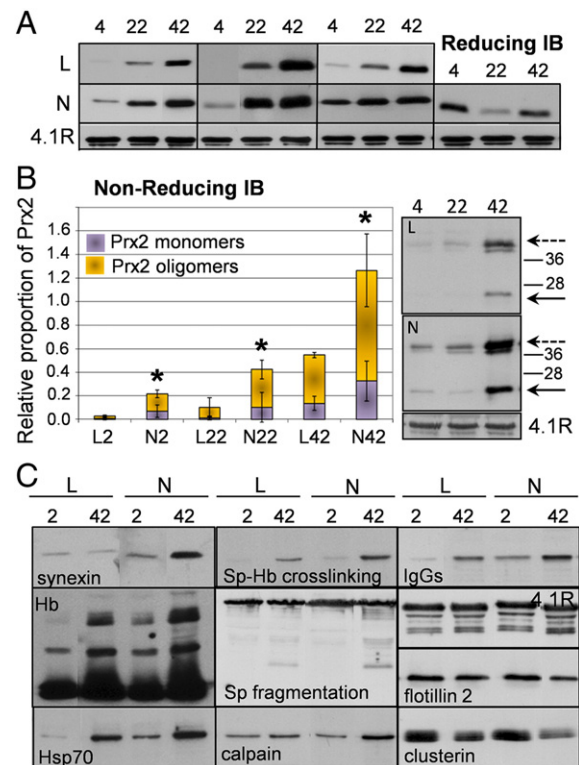 A
4 22 42 4 22 42 4 22 42 Reducing IB
4 22 42
L
N
4.1R
B
Non-Reducing IB
Relative proportion of Prx2
1.6
1.4
1.2
1.0
0.8
0.6
0.4
0.2
0.0
Prx2 monomers
Prx2 oligomers
* * *
L2 N2 L22 N22 L42 N42
4 22 42
L
36
28
N
36
28
4.1R
C
L N L N L N
2 42 2 42 2 42 2 42 2 42 2 42
synexin Sp-Hb crosslinking IgGs
Hb 4.1R
Sp fragmentation flotillin 2
Hsp70 calpain clusterin